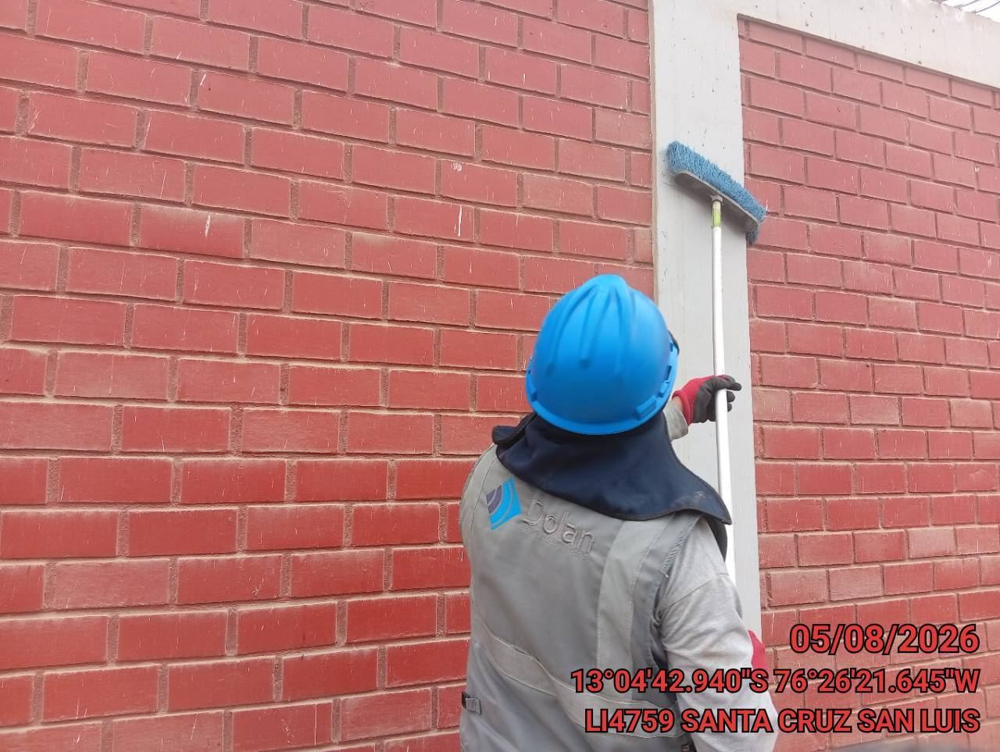 Dolan
05/08/2026
13°04'42.940"S 76°26'21.645"W
LI4759 SANTA CRUZ SAN LUIS